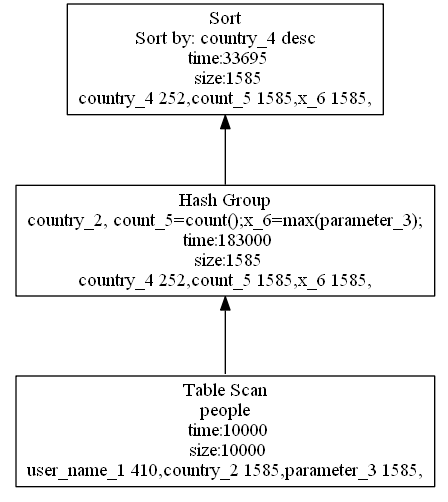 Sort
Sort by: country_4 desc
time:33695
size:1585
country_4 252,count_5 1585,x_6 1585,
Hash Group
country_2, count_5=count();x_6=max(parameter_3);
time:183000
size:1585
country_4 252,count_5 1585,x_6 1585,
Table Scan
people
time:10000
size:10000
user_name_1 410,country_2 1585,parameter_3 1585,